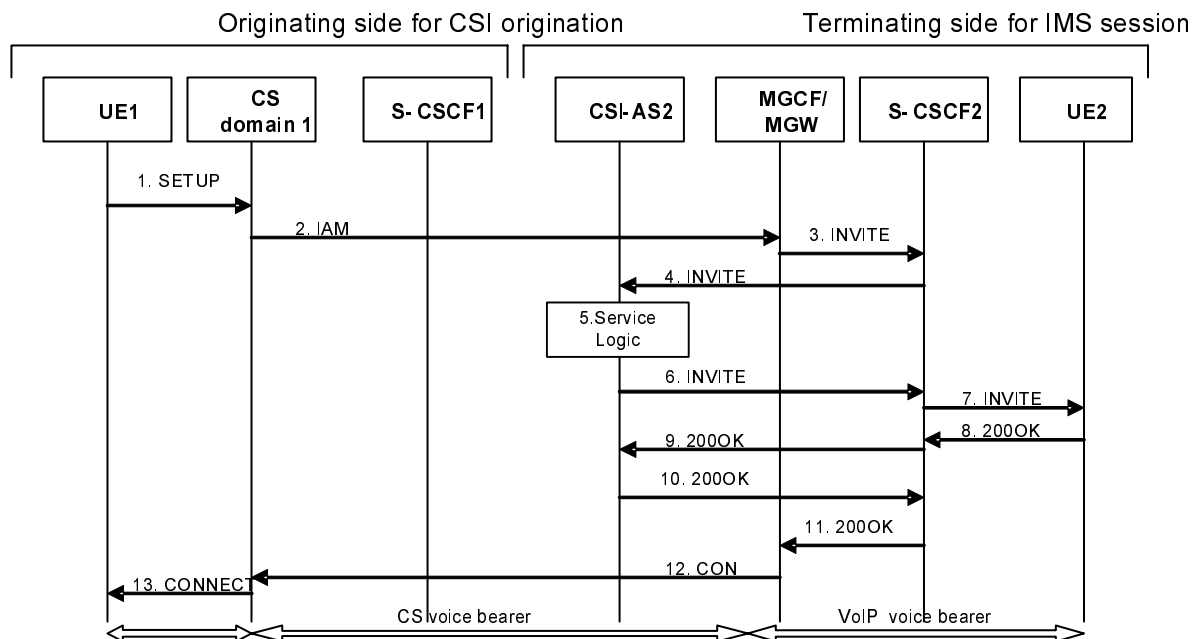 Originating side for CSI origination
Terminating side for IMS session
UE1
CS
domain 1
S- CSCF1
CSI- AS2
MGCF/
MGW
S- CSCF2
UE2
1. SETUP
2. IAM
3. INVITE
4. INVITE
5.Service
Logic
6. INVITE
7. INVITE
8. 200OK
9. 200OK
10. 200OK
11. 200OK
12. CON
13. CONNECT
CS voice bearer
VoIP voice bearer